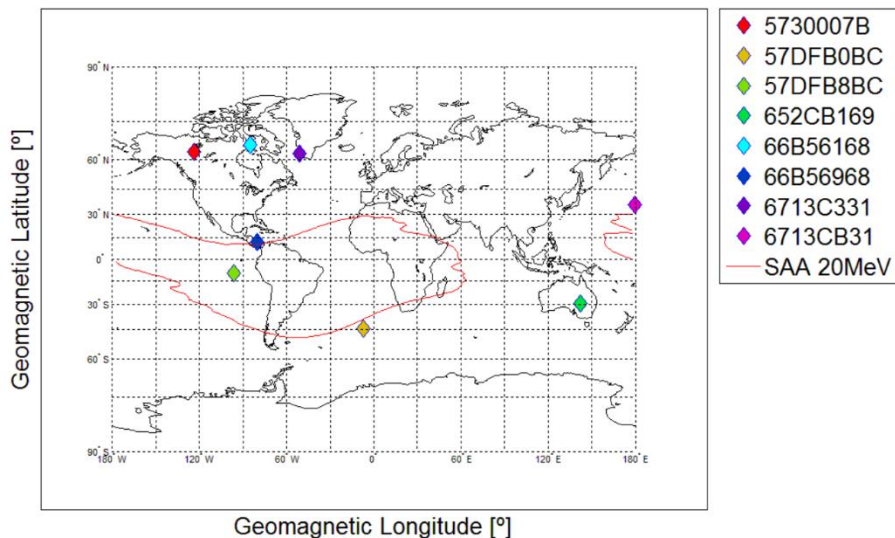 5730007B
57DFB0BC
57DFB8BC
652CB169
66B56168
66B56968
6713C331
6713CB31
SAA 20MeV
90° N
60° N
30° N
0°
30° S
60° S
90° S
180° W
120° W
60° W
0°
60° E
120° E
180° E
Geomagnetic Latitude [º]
Geomagnetic Longitude [º]